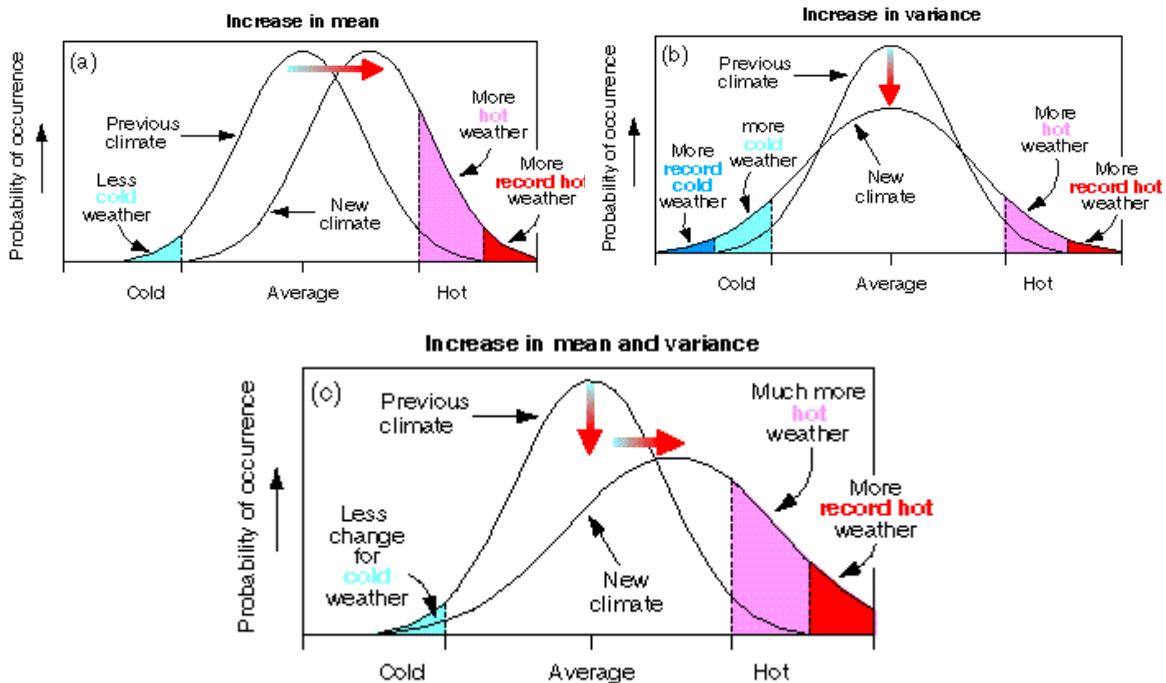 Increase in mean
(a)
Probability of occurrence
Previous
climate
Less
cold
weather
New
climate
More
hot
weather
More
record hot
weather
Cold
Average
Hot
Increase in variance
(b)
Probability of occurrence
Previous
climate
More
record
cold
weather
more
cold
weather
New
climate
More
hot
weather
More
record hot
weather
Cold
Average
Hot
Increase in mean and variance
(c)
Probability of occurrence
Previous
climate
Less
change
for
cold
weather
New
climate
Much more
hot
weather
More
record hot
weather
Cold
Average
Hot